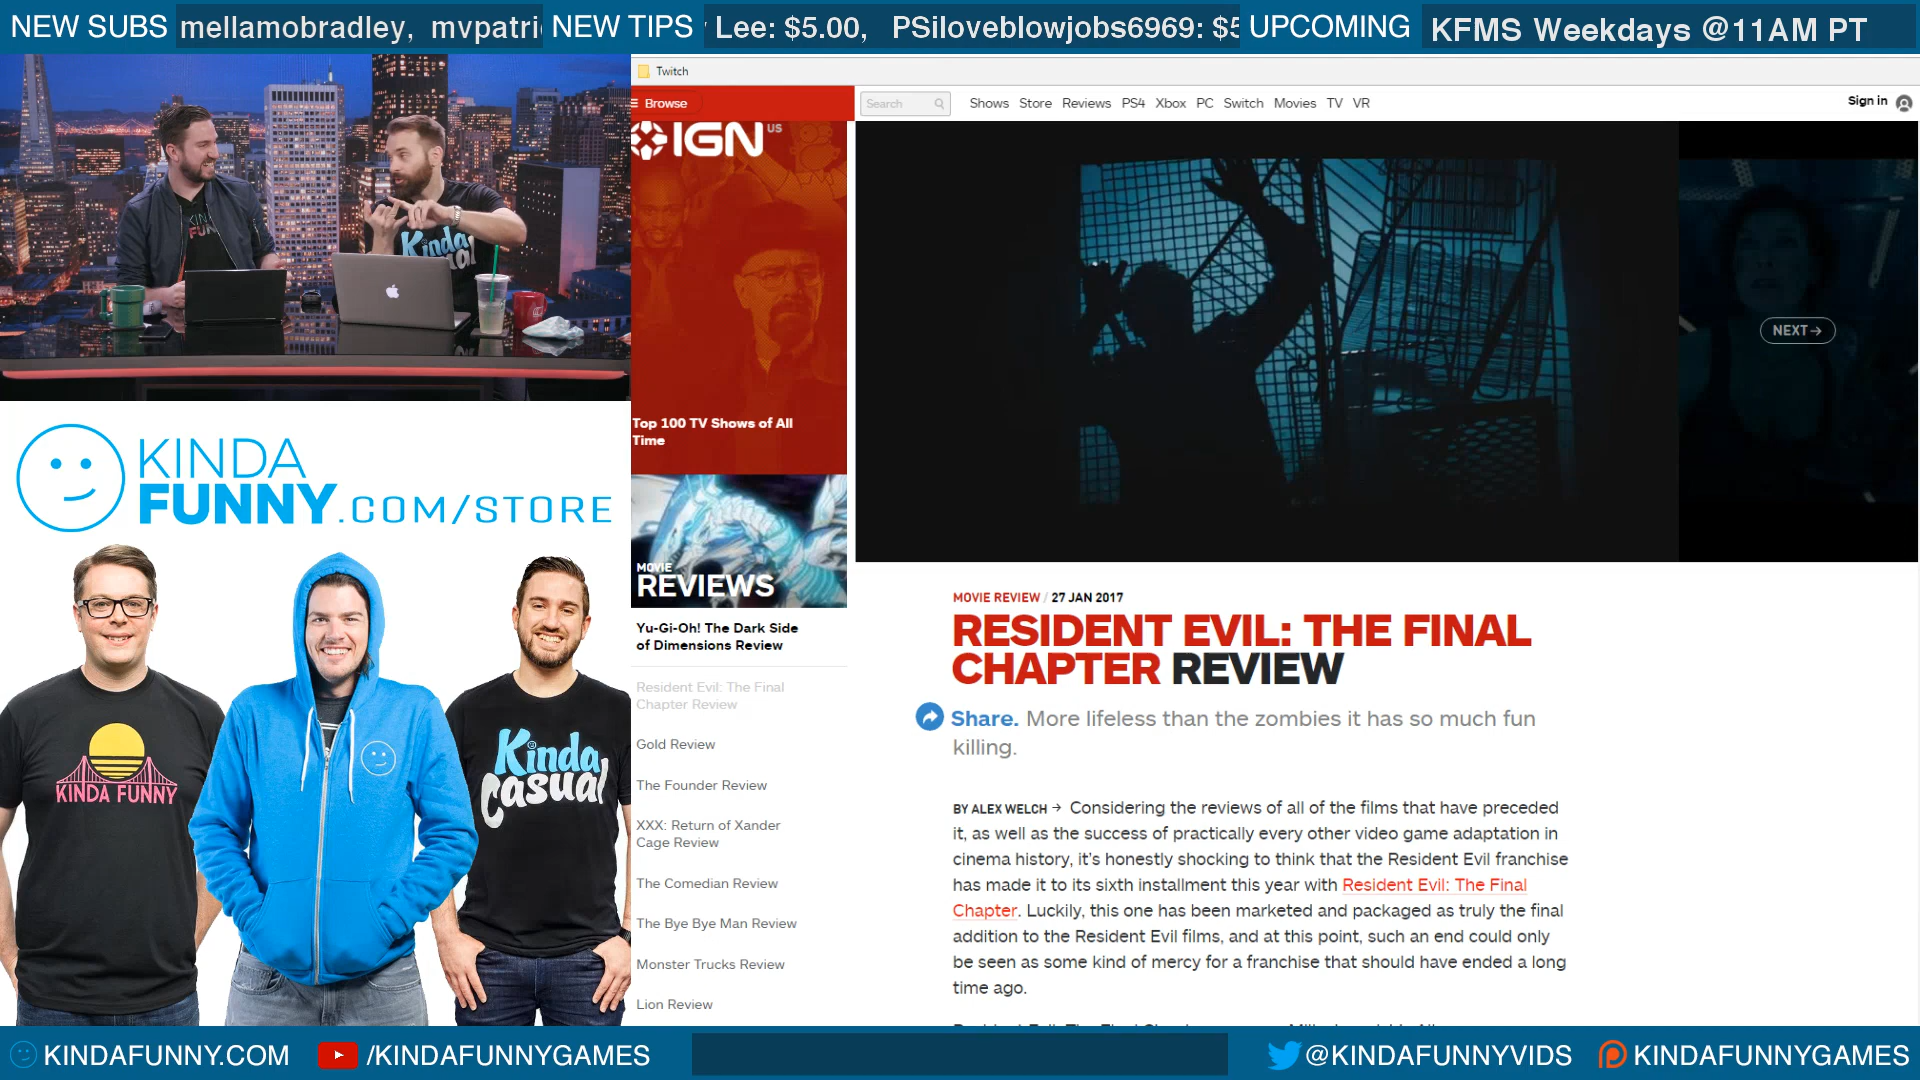 NEW SUBS mellamobradley, mvpatri NEW TIPS Lee: $5.00, PSiloveblowjobs6969: $5 UPCOMING KFMS Weekdays @11AM PT
Twitch
Browse
Search
Shows Store Reviews PS4 Xbox PC Switch Movies TV VR
Sign in
IGN US
KINDA FUNNY
Kinda
ual
NEXT
Top 100 TV Shows of All
Time
MOVIE
REVIEWS
Yu-Gi-Oh! The Dark Side
of Dimensions Review
Resident Evil: The Final
Chapter Review
Gold Review
The Founder Review
XXX: Return of Xander
Cage Review
The Comedian Review
The Bye Bye Man Review
Monster Trucks Review
Lion Review
KINDA
FUNNY.COM/STORE
KINDA FUNNY
Kinda
Casual
MOVIE REVIEW / 27 JAN 2017
RESIDENT EVIL: THE FINAL
CHAPTER REVIEW
Share. More lifeless than the zombies it has so much fun
killing.
BY ALEX WELCH → Considering the reviews of all of the films that have preceded
it, as well as the success of practically every other video game adaptation in
cinema history, it's honestly shocking to think that the Resident Evil franchise
has made it to its sixth installment this year with Resident Evil: The Final
Chapter. Luckily, this one has been marketed and packaged as truly the final
addition to the Resident Evil films, and at this point, such an end could only
be seen as some kind of mercy for a franchise that should have ended a long
time ago.
KINDAFUNNY.COM /KINDAFUNNYGAMES @KINDAFUNNYVIDS KINDAFUNNYGAMES